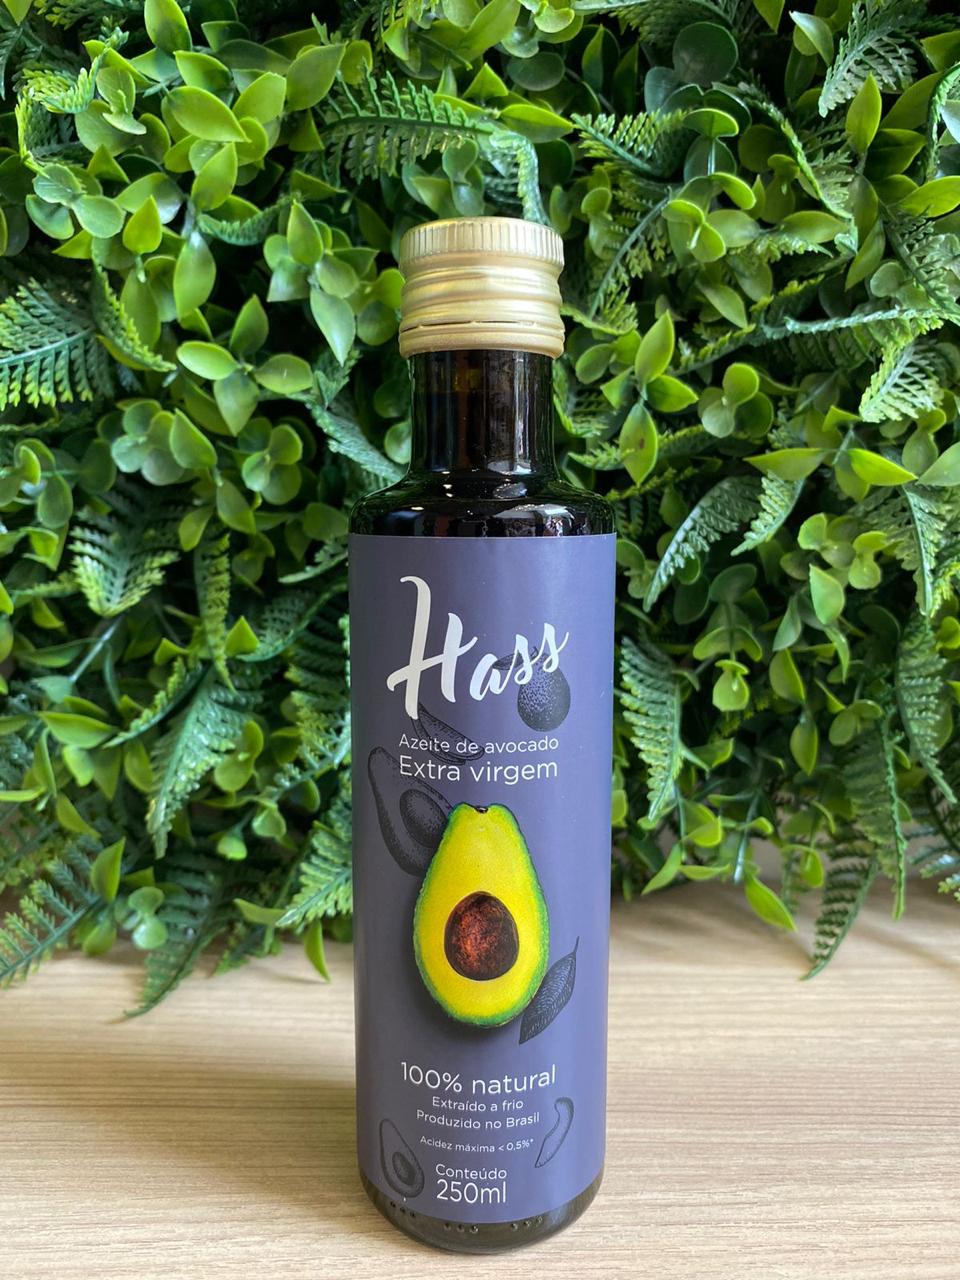 Hass
Azeite de avocado
Extra virgem
100% natural
Extraído a frio
Produzido no Brasil
Acidez máxima < 0.5%*
Conteúdo
250ml